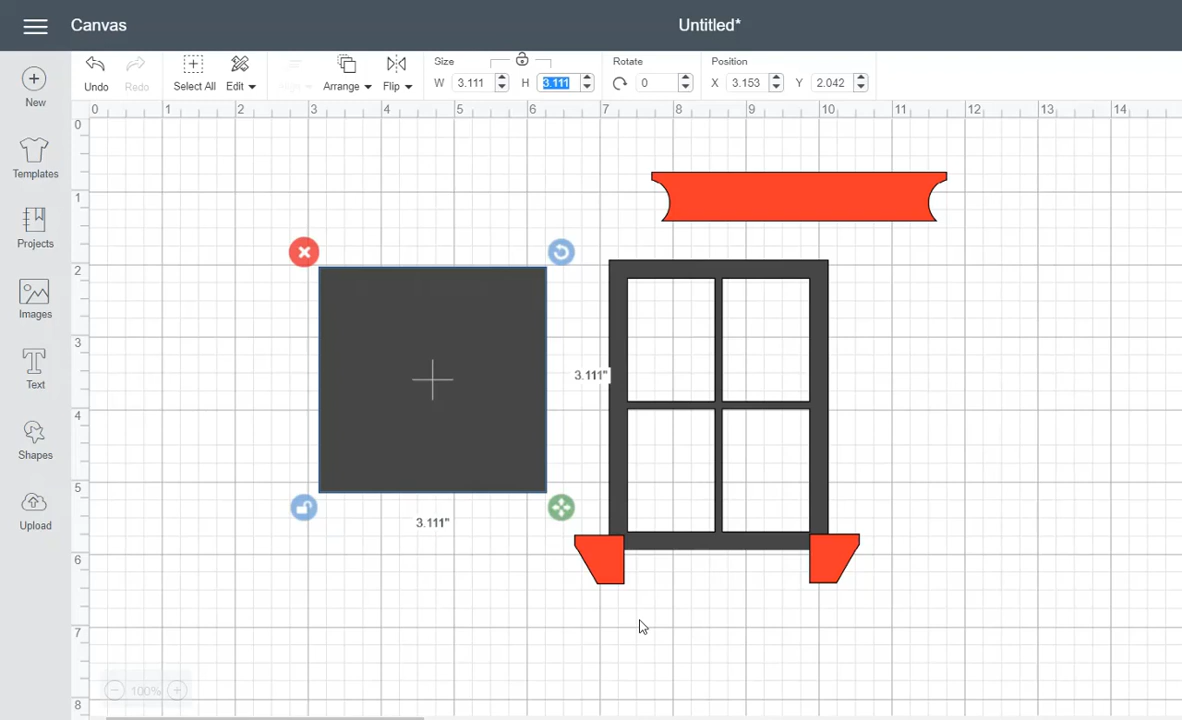 Canvas
Untitled*
Undo
Redo
Select All
Edit
Arrange
Flip
Size
W 3.111
H 3.111
Rotate
0
Position
X 3.153
Y 2.042
New
Templates
Projects
Images
Text
Shapes
Upload
0 1 2 3 4 5 6 7 8 9 10 11 12 13 14
0
1
2
3
4
5
6
7
8
3.111"
3.111"
100%